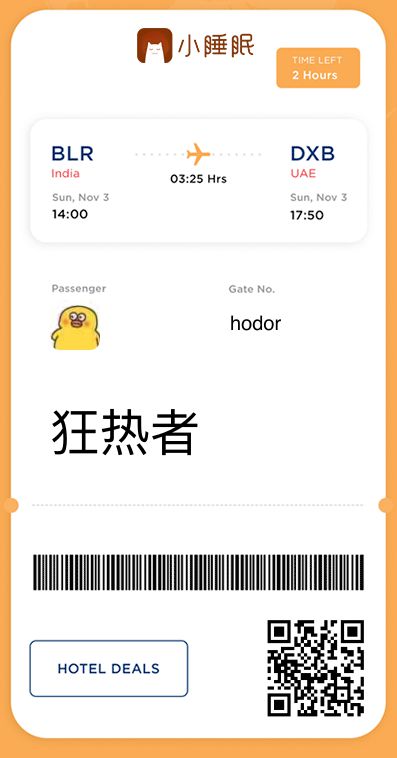 小睡眠
TIME LEFT
2 Hours
BLR
DXB
India
03:25 Hrs
UAE
Sun, Nov 3
Sun, Nov 3
14:00
17:50
Passenger
Gate No.
hodor
狂热者
HOTEL DEALS